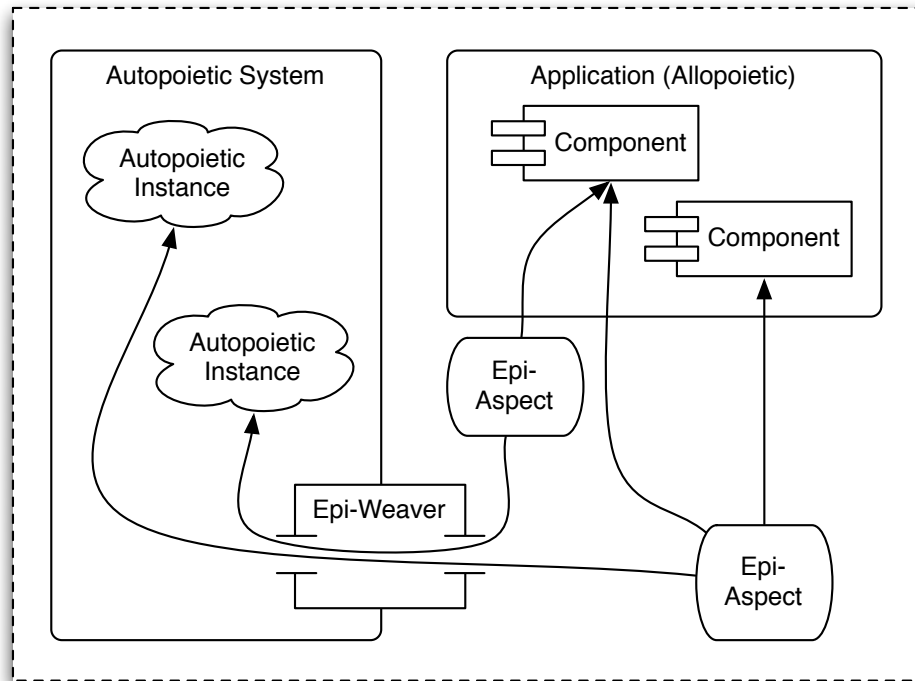 Autopoietic System
Autopoietic
Instance
Autopoietic
Instance
Epi-Weaver
Application (Allopoietic)
Component
Component
Epi-
Aspect
Epi-
Aspect